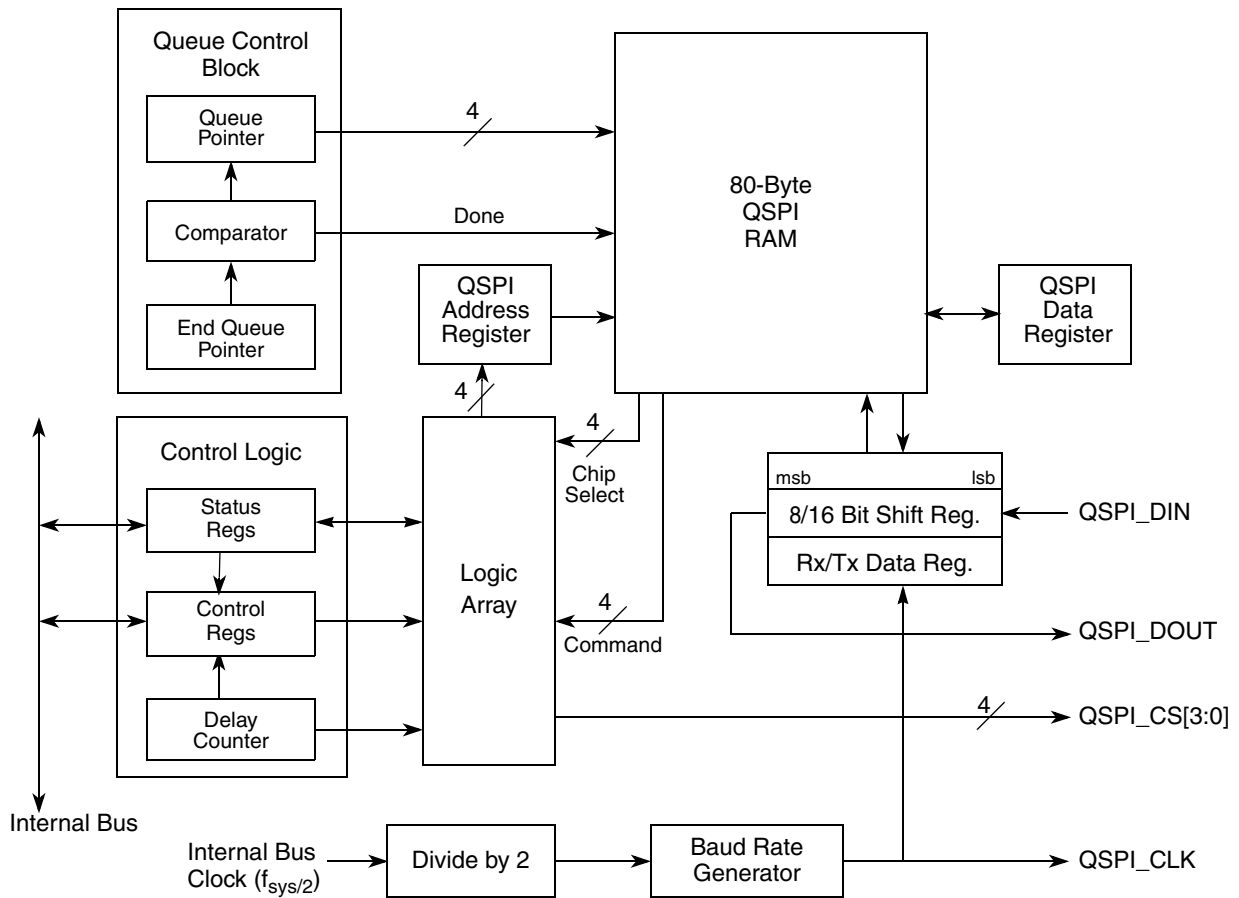 Queue Control
Block
Queue
Pointer
4
Comparator
Done
End Queue
Pointer
80-Byte
QSPI
RAM
QSPI
Address
Register
QSPI
Data
Register
4
Control Logic
Status
Regs
Control
Regs
Delay
Counter
Logic
Array
4
Chip
Select
4
Command
msb
lsb
8/16 Bit Shift Reg.
Rx/Tx Data Reg.
QSPI_DIN
QSPI_DOUT
4
QSPI_CS[3:0]
Internal Bus
Internal Bus
Clock (fsys/2)
Divide by 2
Baud Rate
Generator
QSPI_CLK